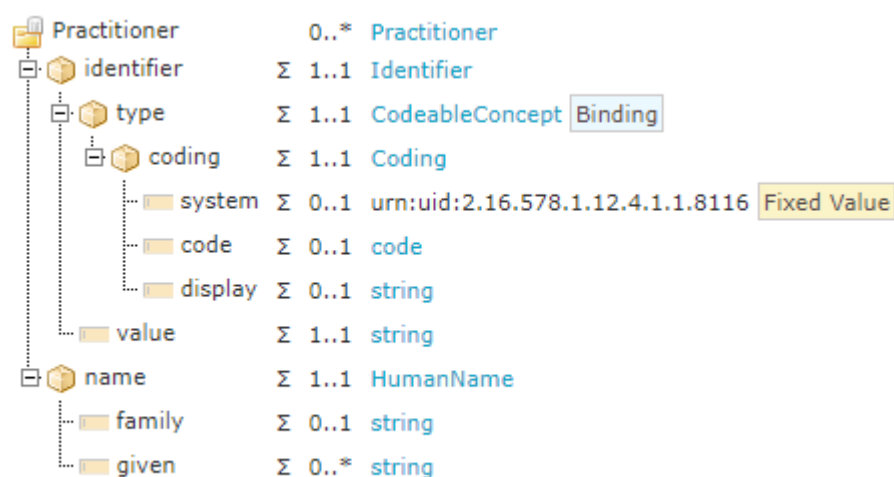 Practitioner 0..* Practitioner
identifier Σ 1..1 Identifier
type Σ 1..1 CodeableConcept Binding
coding Σ 1..1 Coding
system Σ 0..1 urn:uid:2.16.578.1.12.4.1.1.8116 Fixed Value
code Σ 0..1 code
display Σ 0..1 string
value Σ 1..1 string
name Σ 1..1 HumanName
family Σ 0..1 string
given Σ 0..* string